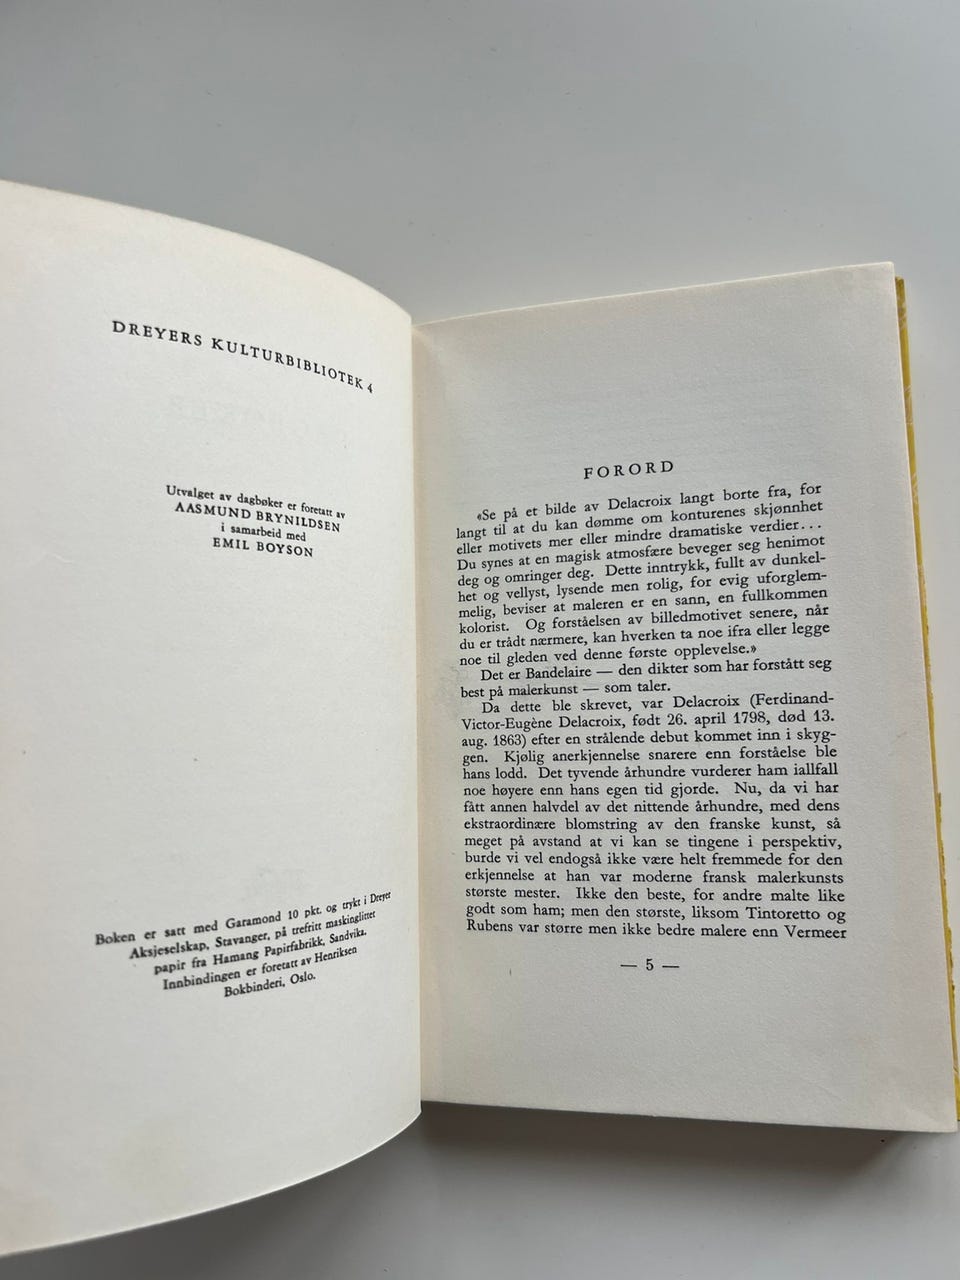 DREYERS KULTURBIBLIOTEK 4
Utvalget av dagbøker er foretatt av
AASMUND BRYNILDSEN
i samarbeid med
EMIL BOYSON
Boken er satt med Garamond 10 pkt. og trykt i Dreyer
Aksjeselskap, Stavanger, på trefritt maskinglittet
papir fra Hamang Papirfabrikk, Sandvika.
Innbindingen er foretatt av Henriksen
Bokbinderi, Oslo.
FORORD
«Se på et bilde av Delacroix langt borte fra, for
langt til at du kan dømme om konturenes skjønnhet
eller motivets mer eller mindre dramatiske verdier...
Du synes at en magisk atmosfære beveger seg henimot
deg og omringer deg. Dette inntrykk, fullt av dunkel-
het og vellyst, lysende men rolig, for evig uforglem-
melig, beviser at maleren er en sann, en fullkommen
kolorist. Og forståelsen av billedmotivet senere, når
du er trådt nærmere, kan hverken ta noe ifra eller legge
noe til gleden ved denne første opplevelse.»
Det er Bandelaire — den dikter som har forstått seg
best på malerkunst — som taler.
Da dette ble skrevet, var Delacroix (Ferdinand-
Victor-Eugène Delacroix, født 26. april 1798, død 13.
aug. 1863) efter en strålende debut kommet inn i skyg-
gen. Kjølig anerkjennelse snarere enn forståelse ble
hans lodd. Det tyvende århundre vurderer ham iallfall
noe høyere enn hans egen tid gjorde. Nu, da vi har
fått annen halvdel av det nittende århundre, med dens
ekstraordinære blomstring av den franske kunst, så
meget på avstand at vi kan se tingene i perspektiv,
burde vi vel endogså ikke være helt fremmede for den
erkjennelse at han var moderne fransk malerkunsts
største mester. Ikke den beste, for andre malte like
godt som ham; men den største, liksom Tintoretto og
Rubens var større men ikke bedre malere enn Vermeer
— 5 —